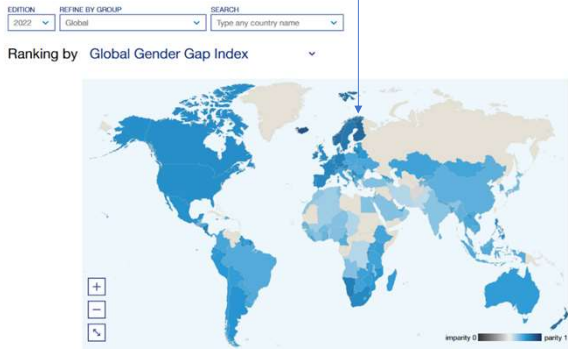 EDITION REFINE BY GROUP SEARCH
2022 Global Type any country name
Ranking by Global Gender Gap Index
+
−
imparity 0 parity 1